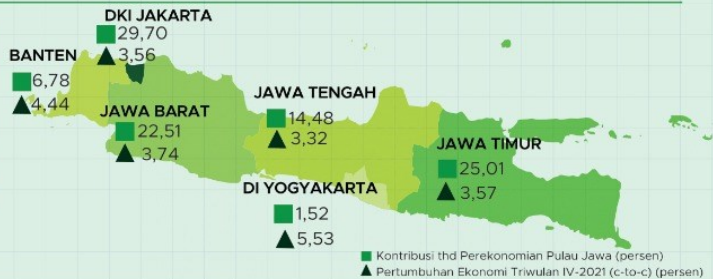 DKI JAKARTA
29,70
3,56
BANTEN
6,78
4,44
JAWA BARAT
22,51
3,74
JAWA TENGAH
14,48
3,32
JAWA TIMUR
25,01
3,57
DI YOGYAKARTA
1,52
5,53
Kontribusi thd Perekonomian Pulau Jawa (persen)
Pertumbuhan Ekonomi Triwulan IV-2021 (c-to-c) (persen)